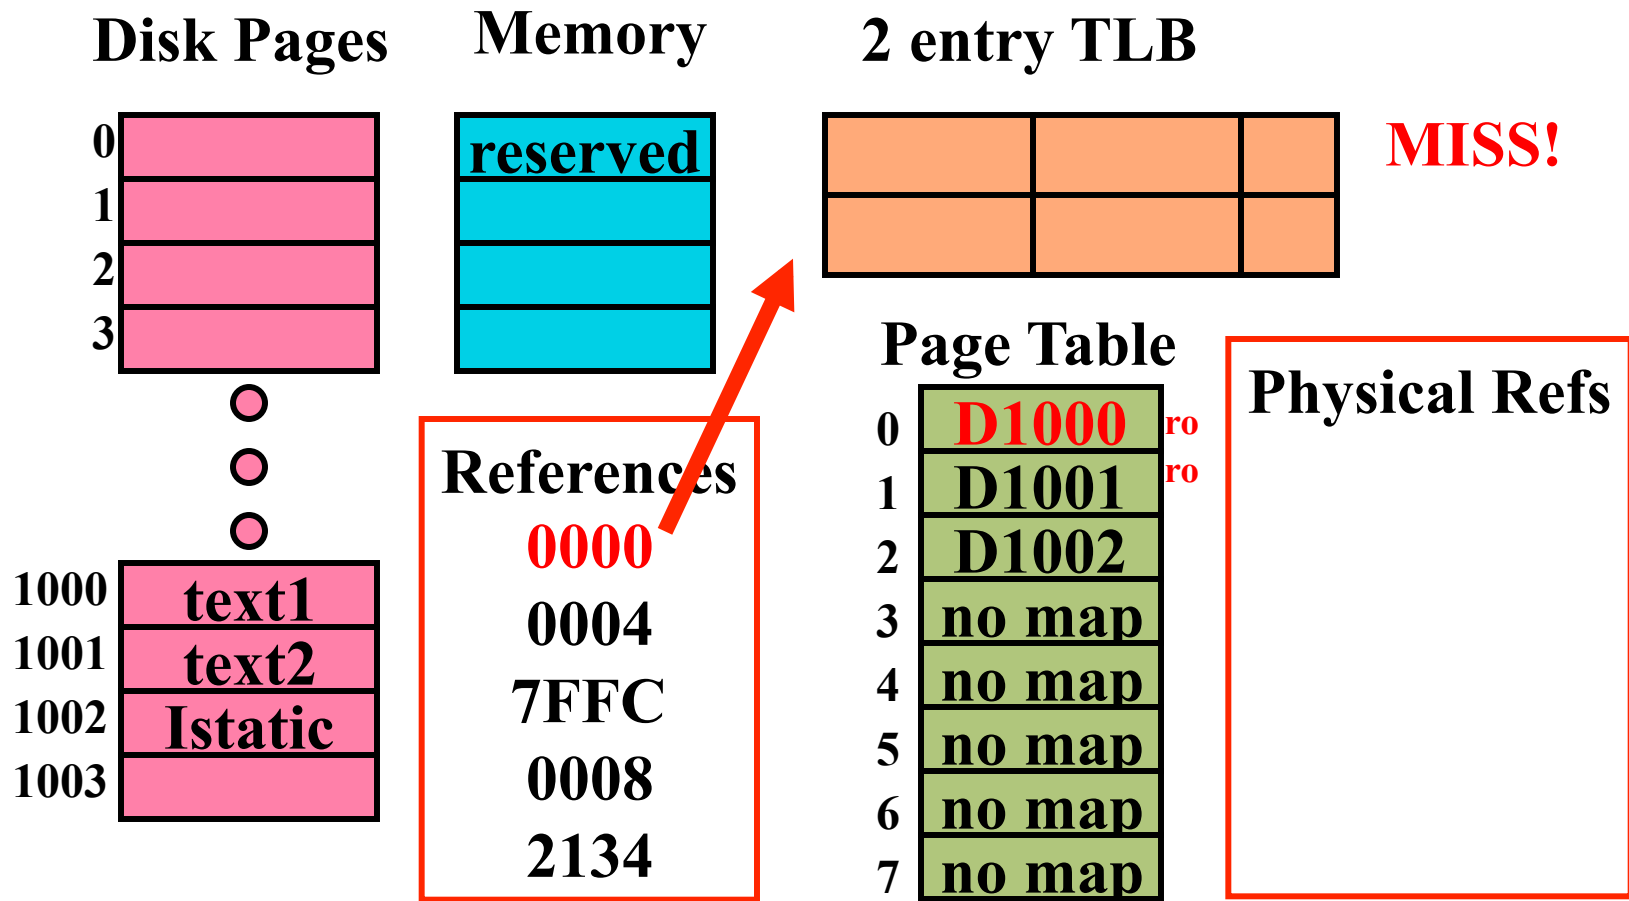 Disk Pages
Memory
2 entry TLB
0
1
2
3
reserved
MISS!
1000 text1
1001 text2
1002 Istatic
1003
References
0000
0004
7FFC
0008
2134
Page Table
0 D1000 ro
1 D1001 ro
2 D1002
3 no map
4 no map
5 no map
6 no map
7 no map
Physical Refs